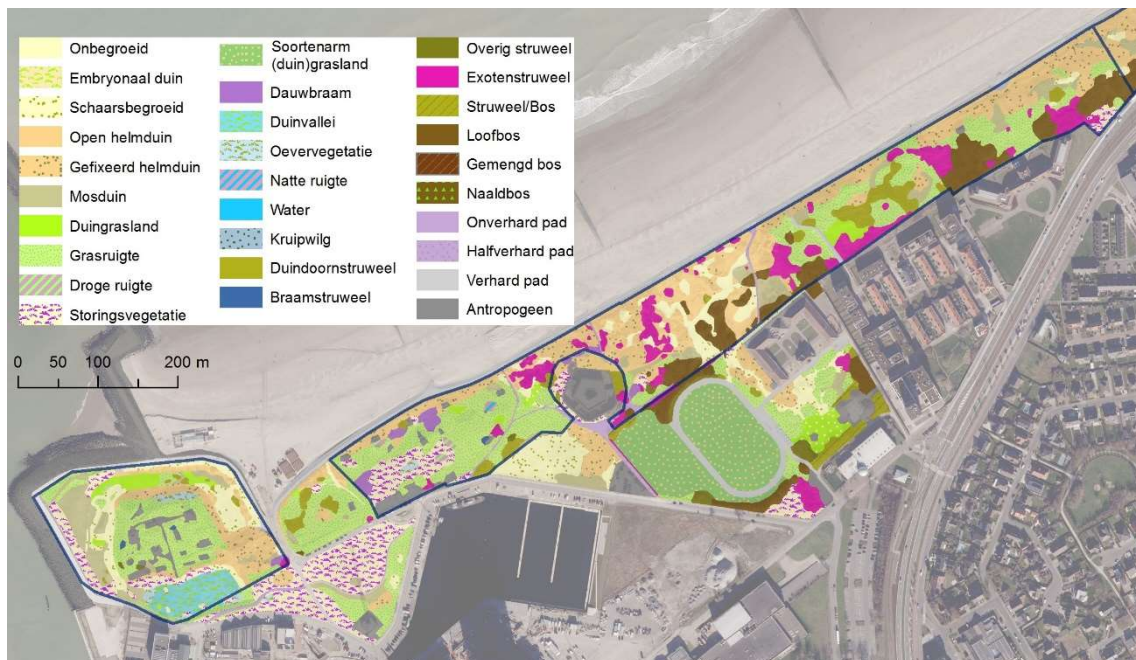 Onbegroeid
Embryonaal duin
Schaarsbegroeid
Open helmduin
Gefixeerd helmduin
Mosduin
Duingrasland
Grasruigte
Droge ruigte
Storingsvegetatie
Soortenarm
(duin)grasland
Dauwbraam
Duinvallei
Oevervegetatie
Natte ruigte
Water
Kruipwilg
Duindoornstruweel
Braamstruweel
Overig struweel
Exotenstruweel
Struweel/Bos
Loofbos
Gemengd bos
Naaldbos
Onverhard pad
Halfverhard pad
Verhard pad
Antropogeen
0 50 100 200 m